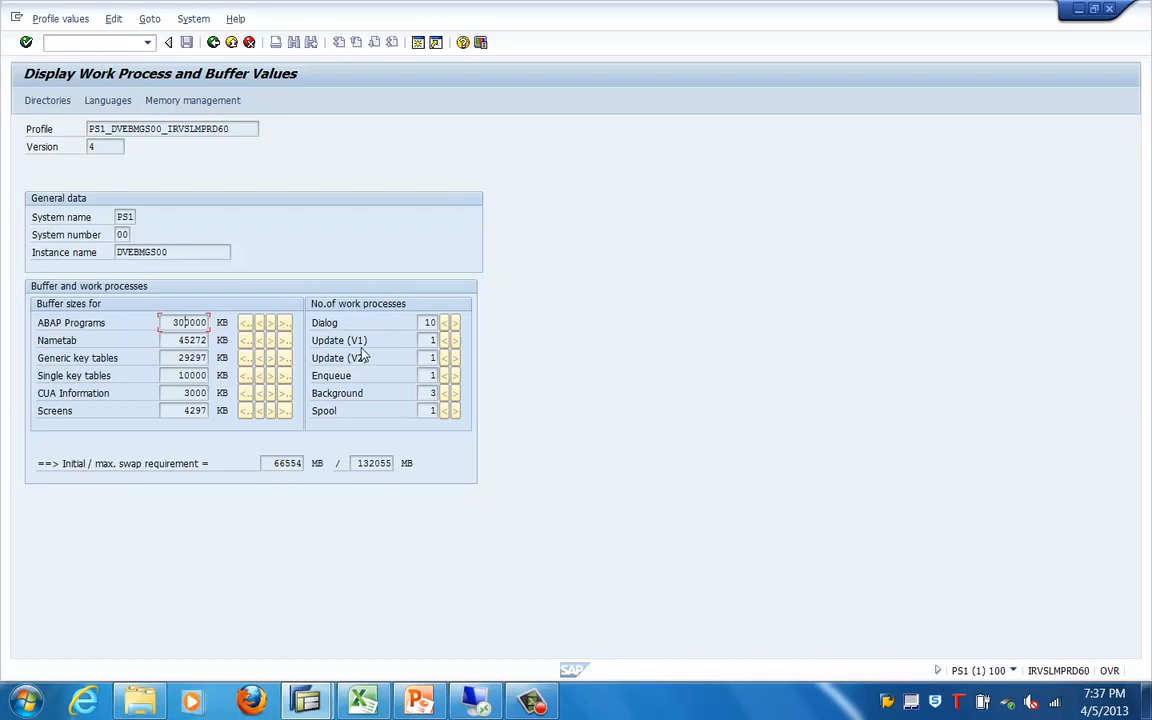 Profile values Edit Goto System Help
Display Work Process and Buffer Values
Directories Languages Memory management
Profile PS1_DVEBMGS00_IRVSLMPRD60
Version 4
General data
System name PS1
System number 00
Instance name DVEBMGS00
Buffer and work processes
Buffer sizes for No.of work processes
ABAP Programs 300000 KB <.. < > >.. Dialog 10 < >
Nametab 45272 KB <.. < > >.. Update (V1) 1 < >
Generic key tables 29297 KB <.. < > >.. Update (V2) 1 < >
Single key tables 10000 KB <.. < > >.. Enqueue 1 < >
CUA Information 3000 KB <.. < > >.. Background 3 < >
Screens 4297 KB <.. < > >.. Spool 1 < >
==> Initial / max. swap requirement = 66554 MB / 132055 MB
SAP PS1 (1) 100 IRVSLMPRD60 OVR
7:37 PM
4/5/2013